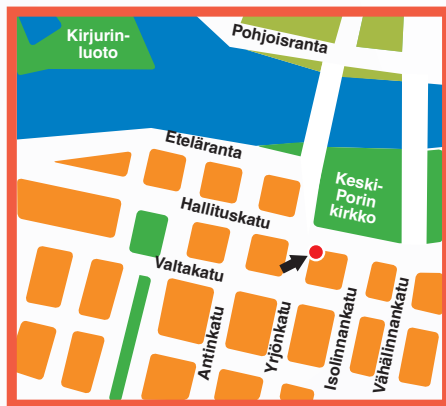 Kirjurin-
luoto
Pohjoisranta
Eteläranta
Keski-
Porin
kirkko
Hallituskatu
Valtakatu
Antinkatu
Yrjönkatu
Isolinnankatu
Vähälinnankatu